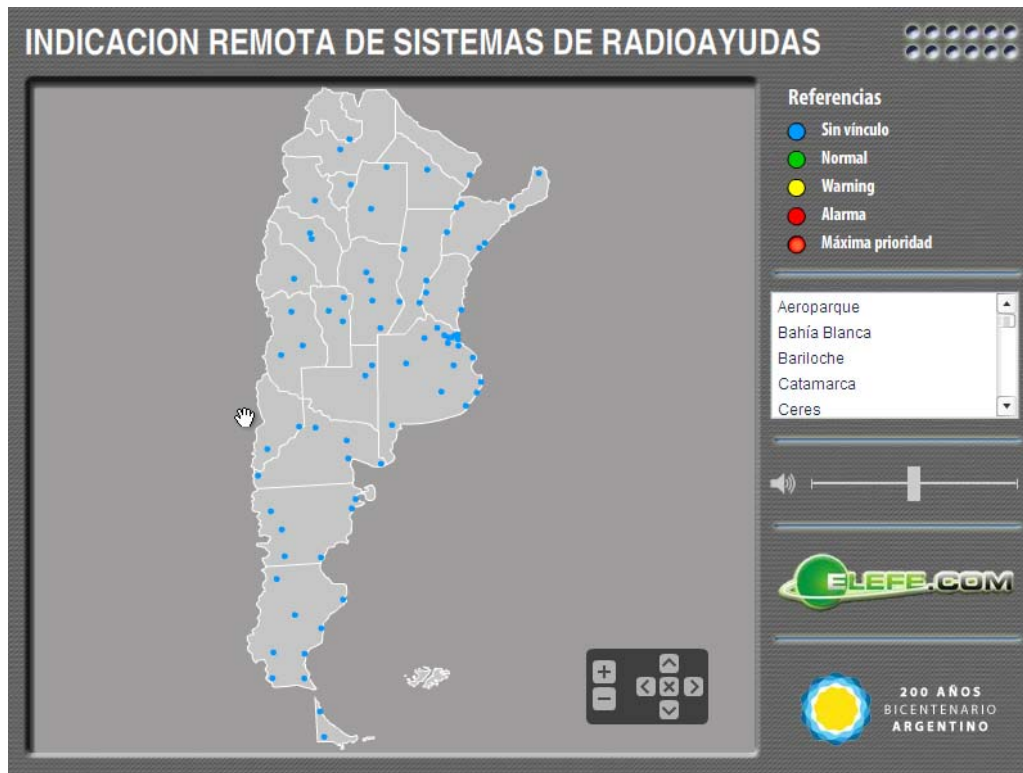 INDICACION REMOTA DE SISTEMAS DE RADIOAYUDAS
Referencias
Sin vínculo
Normal
Warning
Alarma
Máxima prioridad
Aeroparque
Bahía Blanca
Bariloche
Catamarca
Ceres
ELEFE.COM
200 AÑOS
BICENTENARIO
ARGENTINO